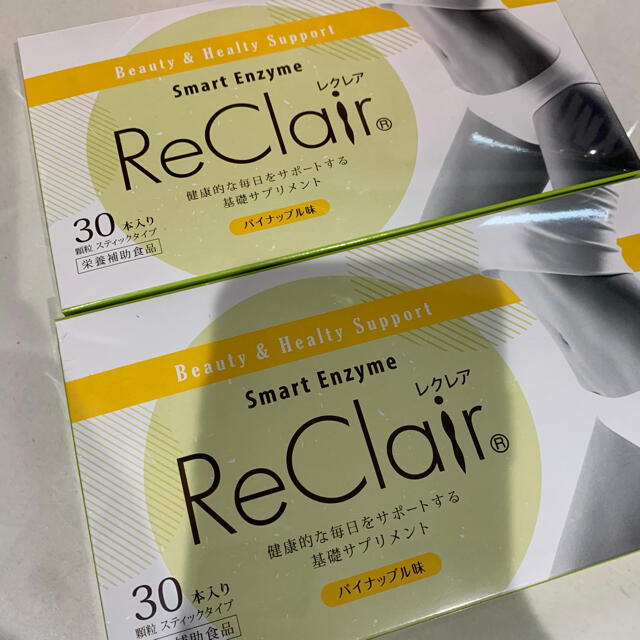 Beauty & Healty Support
Smart Enzyme
レクレア
ReClair®
健康的な毎日をサポートする
基礎サプリメント
パイナップル味
30本入り
顆粒 スティックタイプ
栄養補助食品
Beauty & Healty Support
Smart Enzyme
レクレア
ReClair®
健康的な毎日をサポートする
基礎サプリメント
パイナップル味
30本入り
顆粒 スティックタイプ
補助食品